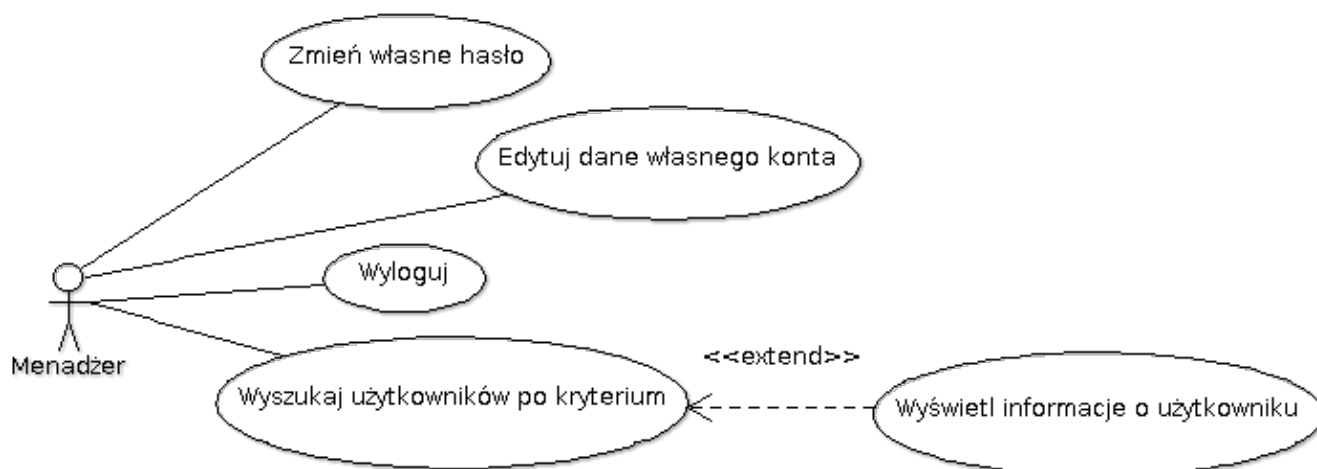 Zmień własne hasło
Edytuj dane własnego konta
Wyloguj
Menadżer
<<extend>>
Wyszukaj użytkowników po kryterium
Wyświetl informacje o użytkowniku